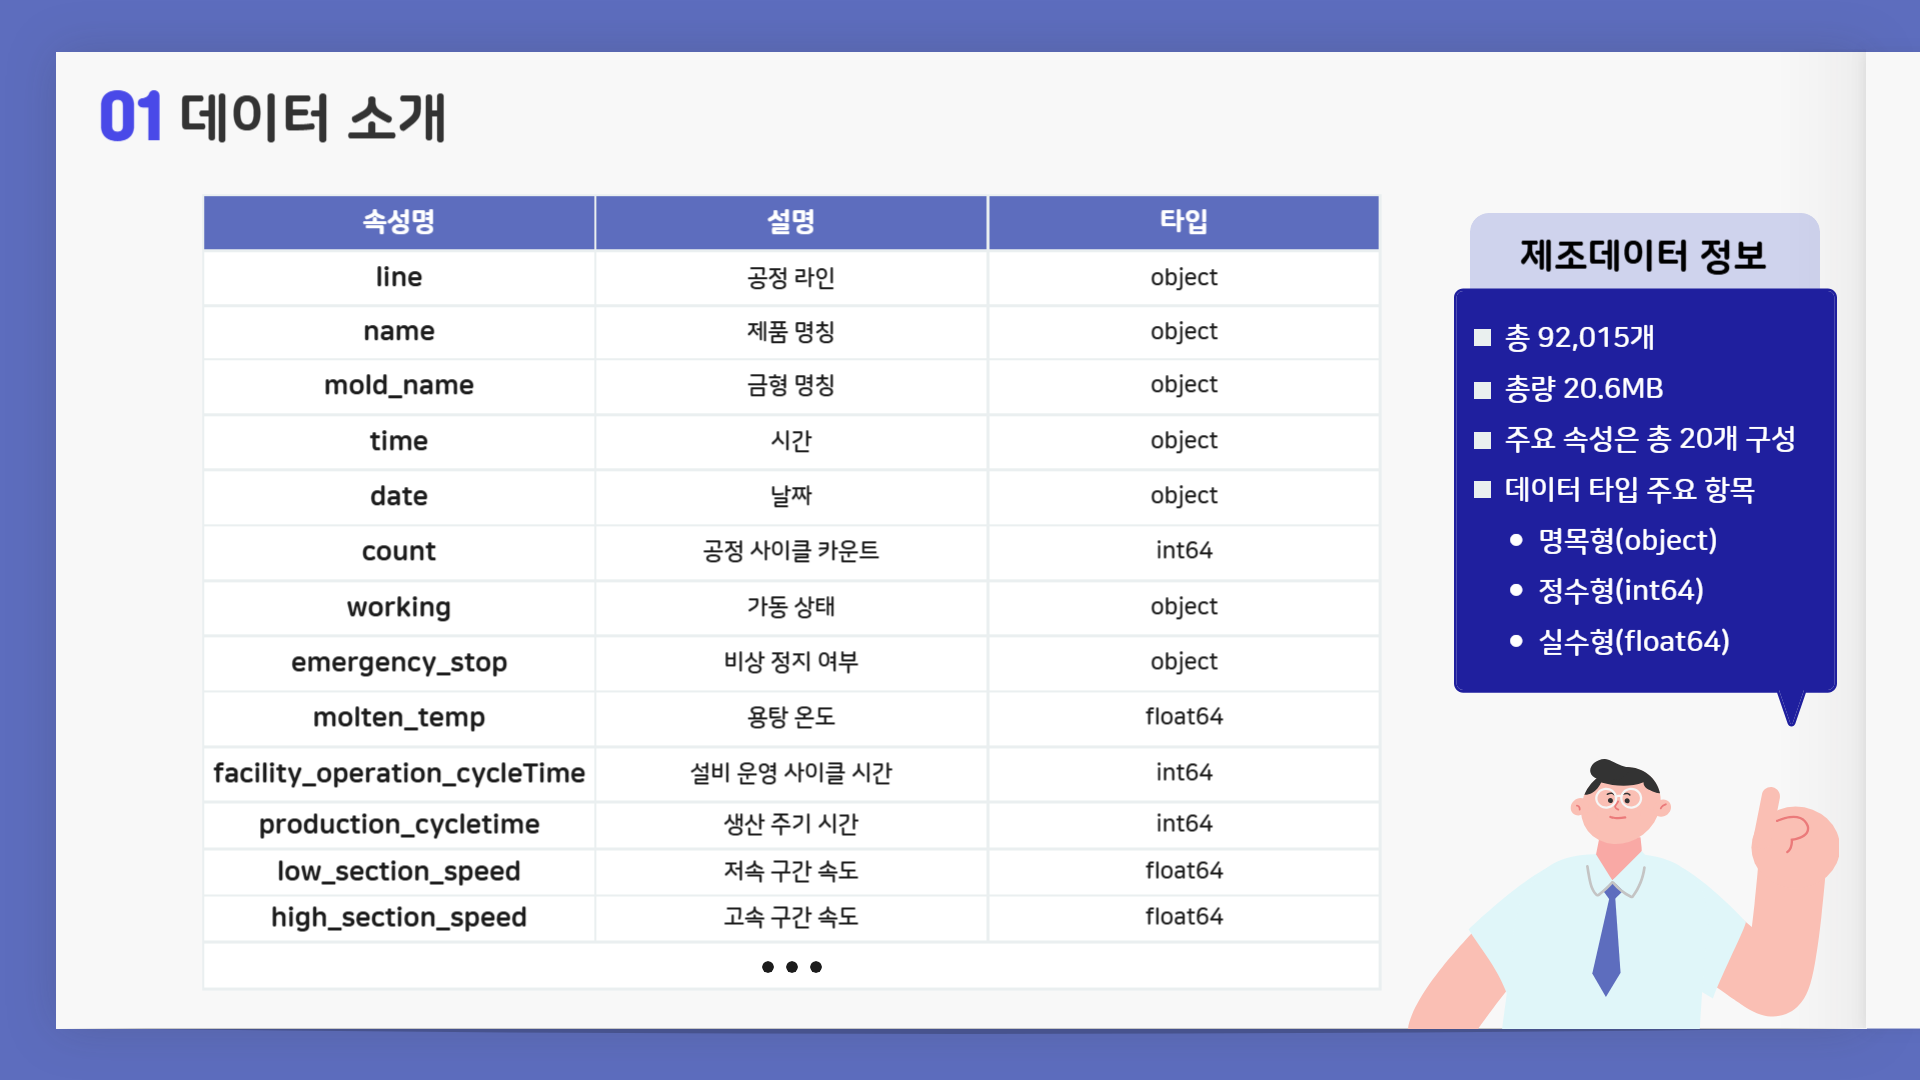 01 데이터 소개
속성명 설명 타입
line 공정 라인 object
name 제품 명칭 object
mold_name 금형 명칭 object
time 시간 object
date 날짜 object
count 공정 사이클 카운트 int64
working 가동 상태 object
emergency_stop 비상 정지 여부 object
molten_temp 용탕 온도 float64
facility_operation_cycleTime 설비 운영 사이클 시간 int64
production_cycletime 생산 주기 시간 int64
low_section_speed 저속 구간 속도 float64
high_section_speed 고속 구간 속도 float64
• • •
제조데이터 정보
■ 총 92,015개
■ 총량 20.6MB
■ 주요 속성은 총 20개 구성
■ 데이터 타입 주요 항목
• 명목형(object)
• 정수형(int64)
• 실수형(float64)